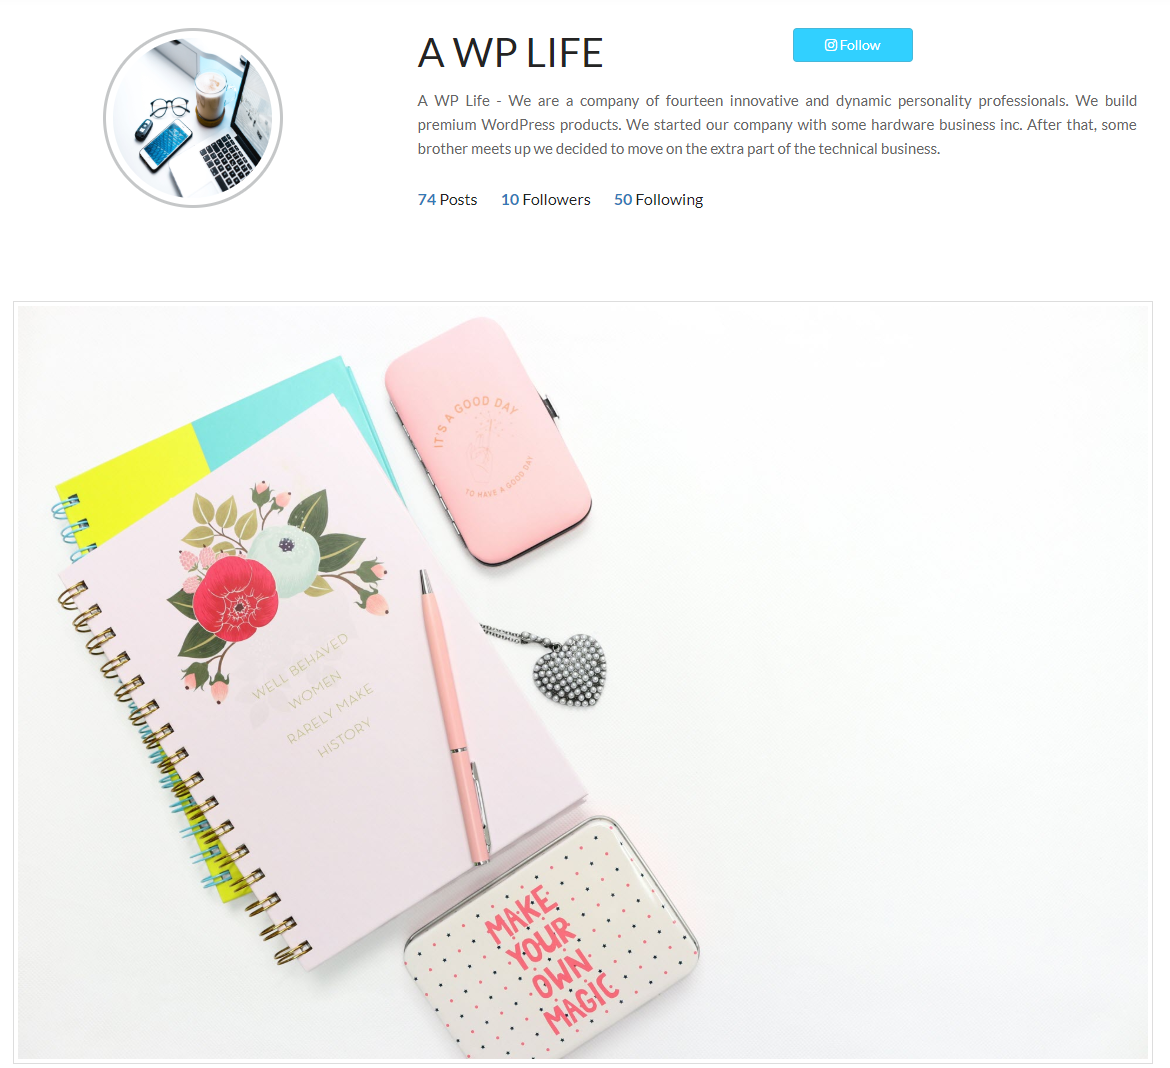 A WP LIFE
Follow
A WP Life - We are a company of fourteen innovative and dynamic personality professionals. We build
premium WordPress products. We started our company with some hardware business inc. After that, some
brother meets up we decided to move on the extra part of the technical business.
74 Posts 10 Followers 50 Following
IT'S A GOOD DAY
TO HAVE A GOOD DAY
WELL BEHAVED
WOMEN
RARELY MAKE
HISTORY
MAKE
YOUR
OWN
MAGIC